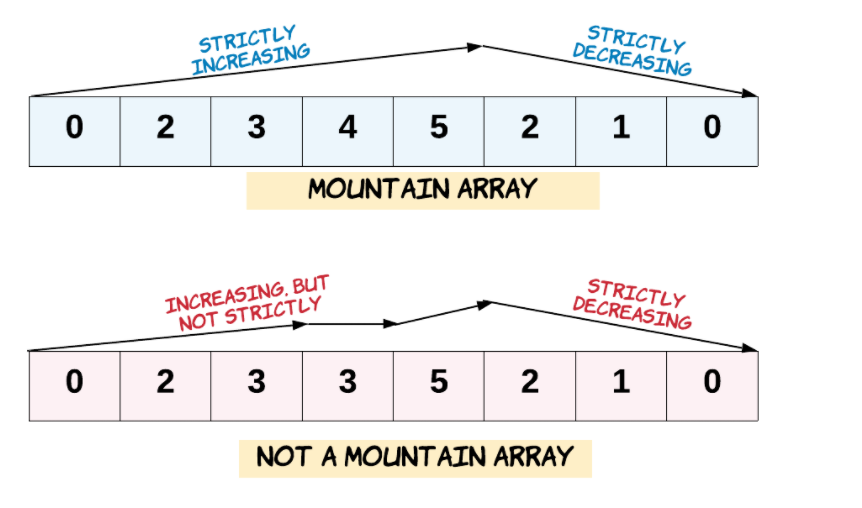 STRICTLY
INCREASING
STRICTLY
DECREASING
0 2 3 4 5 2 1 0
MOUNTAIN ARRAY
INCREASING, BUT
NOT STRICTLY
STRICTLY
DECREASING
0 2 3 3 5 2 1 0
NOT A MOUNTAIN ARRAY